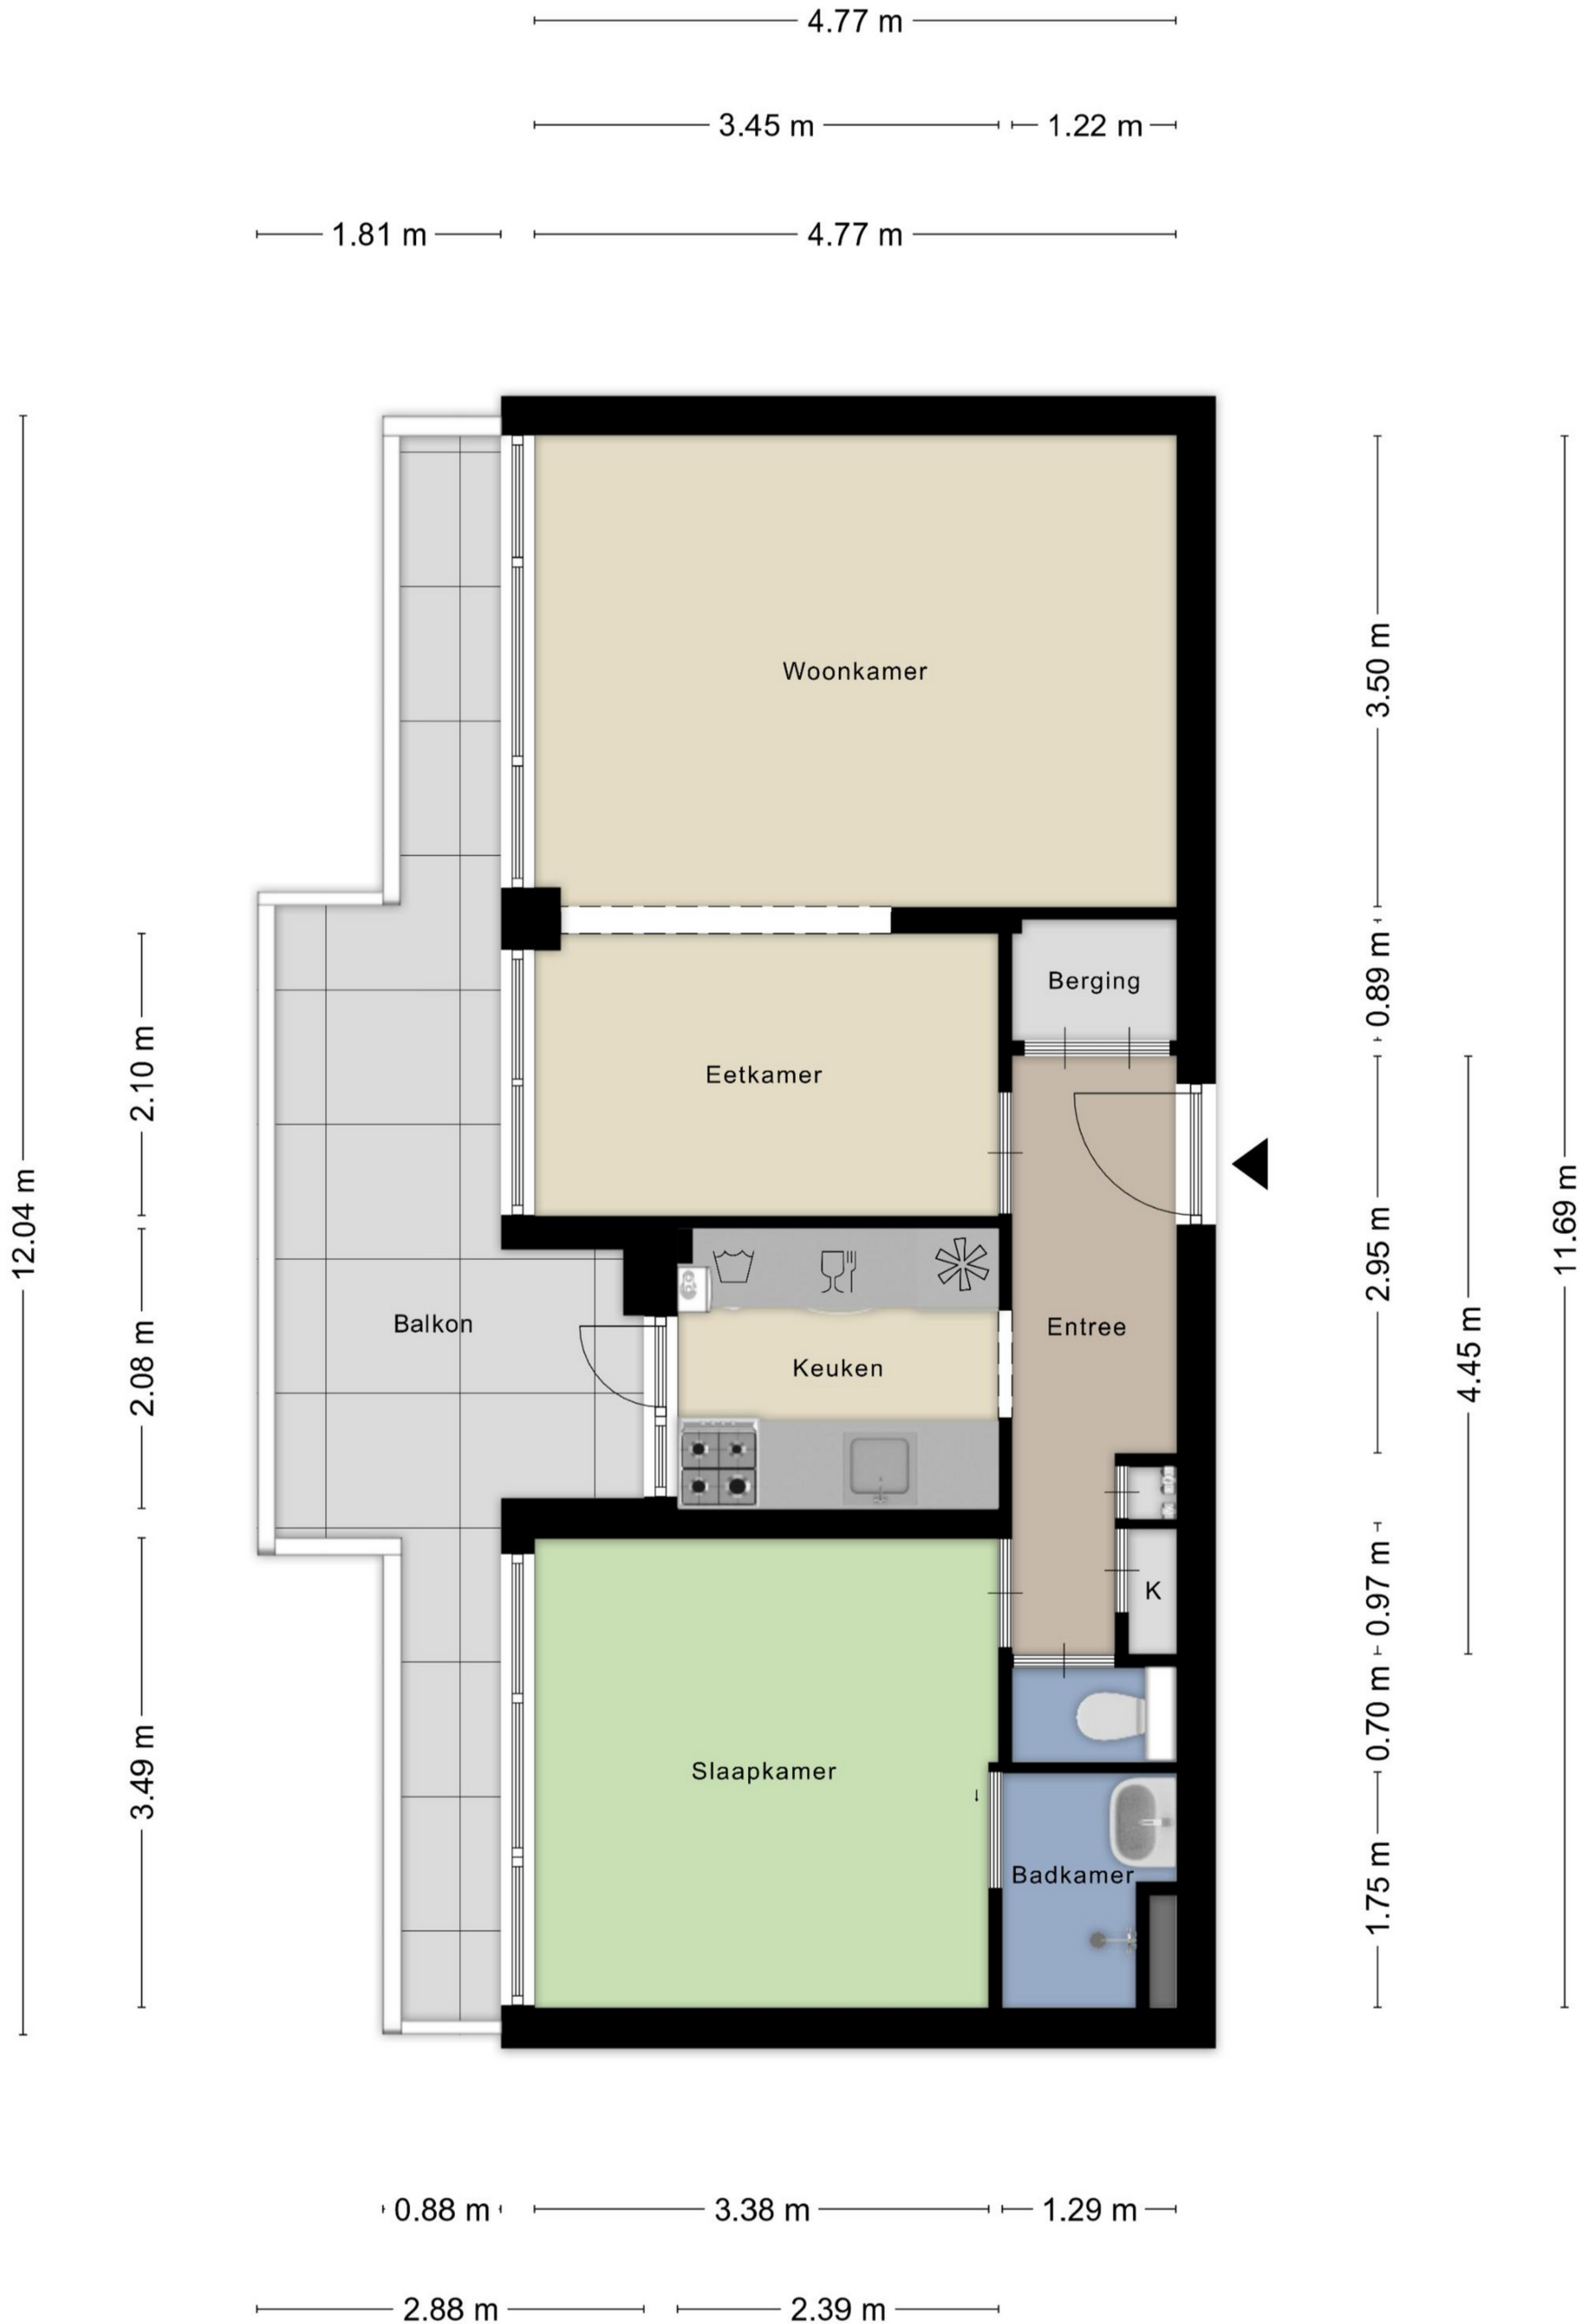 4.77 m
3.45 m
1.22 m
1.81 m
4.77 m
Woonkamer
3.50 m
Berging
0.89 m
Eetkamer
2.10 m
12.04 m
11.69 m
Balkon
Keuken
Entree
2.95 m
4.45 m
2.08 m
K
0.97 m
0.70 m
Slaapkamer
3.49 m
Badkamer
1.75 m
0.88 m
3.38 m
1.29 m
2.88 m
2.39 m